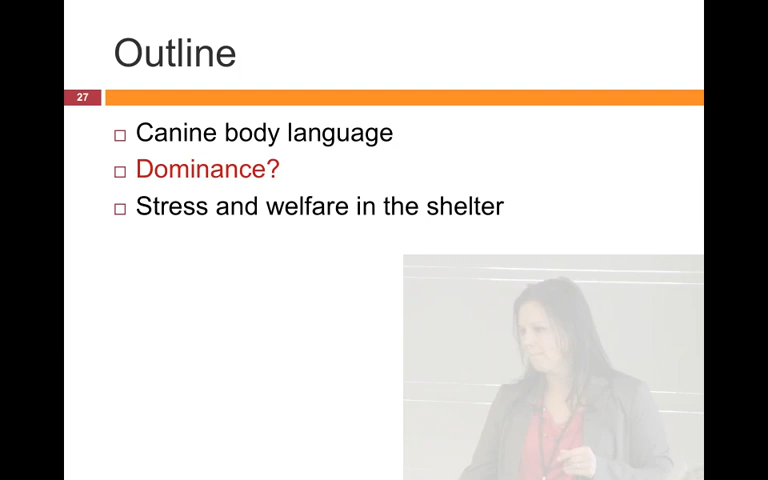 Outline
27
Canine body language
Dominance?
Stress and welfare in the shelter